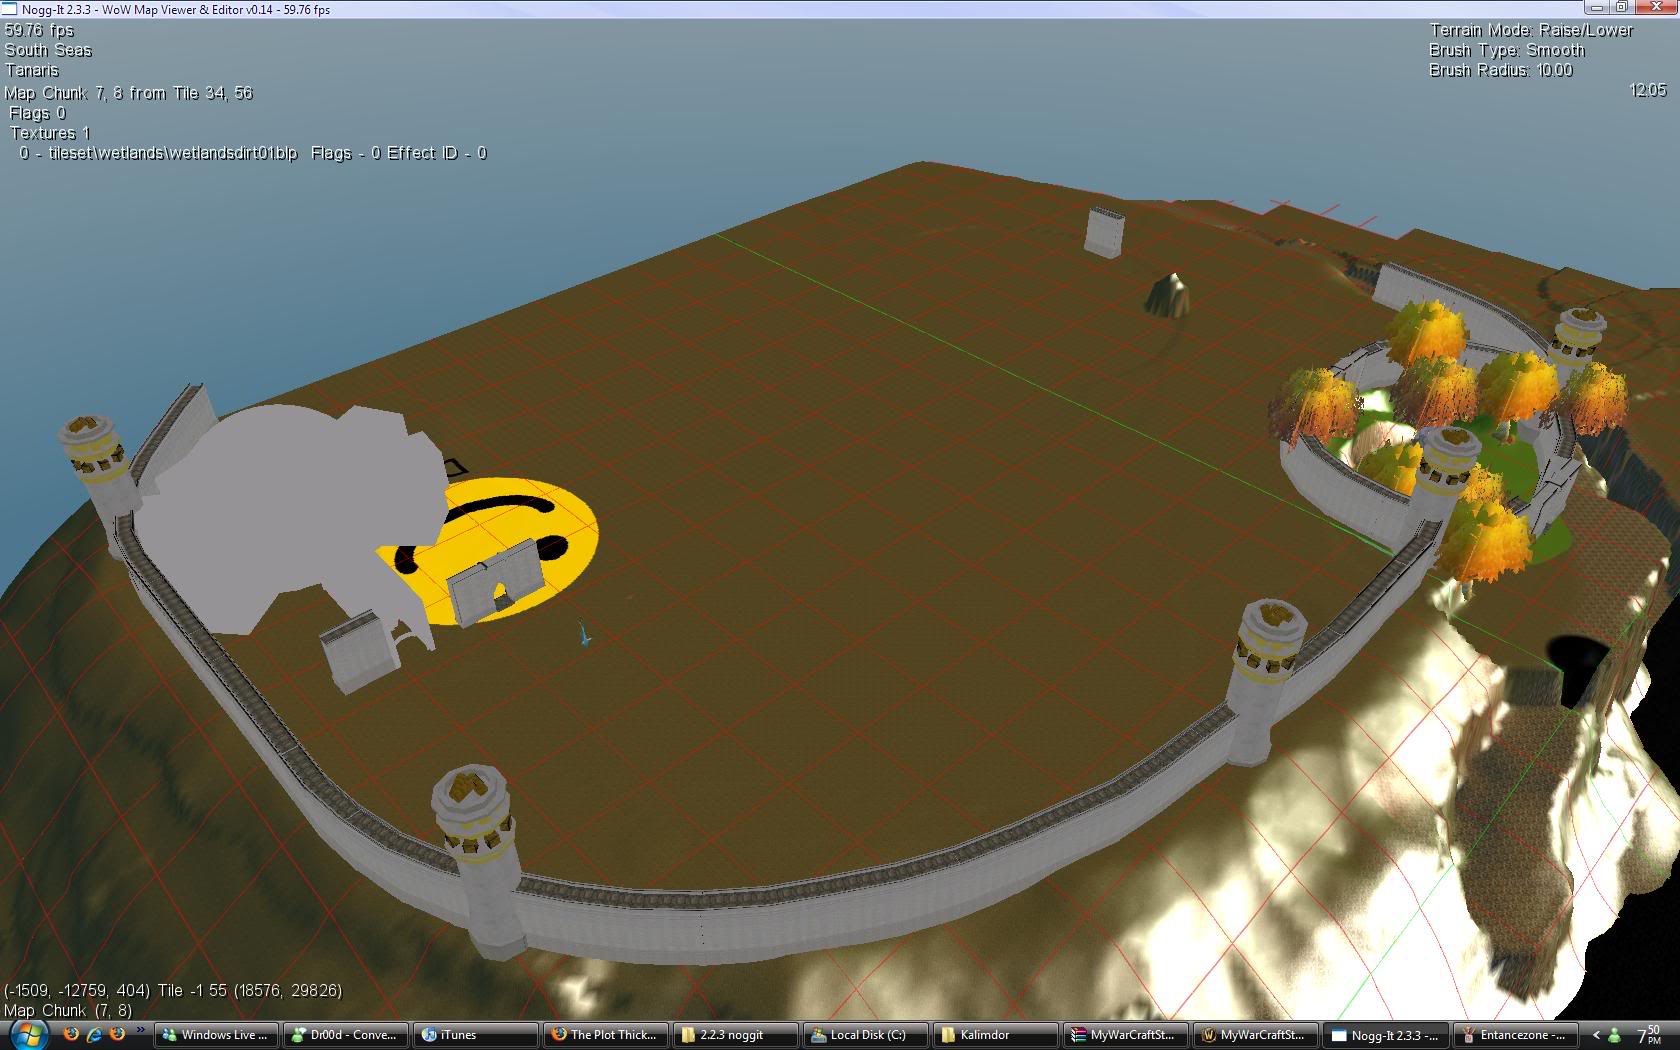 Nogg-It 2.3.3 - WoW Map Viewer & Editor v0.14 - 59.76 fps
59.76 fps
South Seas
Tanaris
Map Chunk 7, 8 from Tile 34, 56
Flags 0
Textures 1
0 - tileset\wetlands\wetlandsdirt01.blp Flags - 0 Effect ID - 0
Terrain Mode: Raise/Lower
Brush Type: Smooth
Brush Radius: 10.00
12:05
(-1509, -12759, 404) Tile -1 55 (18576, 29826)
Map Chunk (7, 8)
Windows Live ...
Dr00d - Conve...
iTunes
The Plot Thick...
2.2.3 noggit
Local Disk (C:)
Kalimdor
MyWarCraftSt...
MyWarCraftSt...
Nogg-It 2.3.3 -...
Entancezone -...
7 50 PM